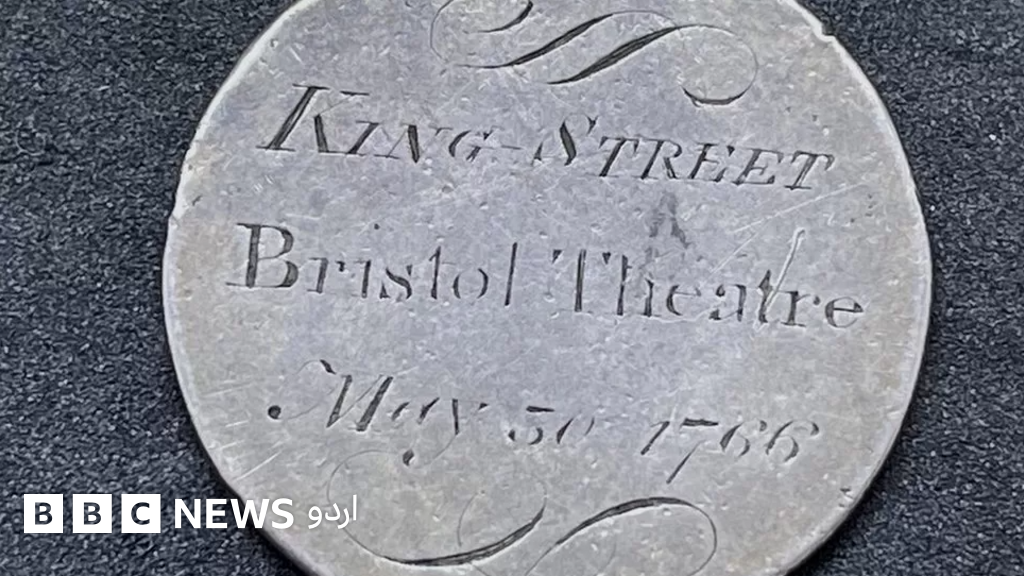 KING-STREET
Bristol Theatre
May 30 1766
BBC NEWS اردو